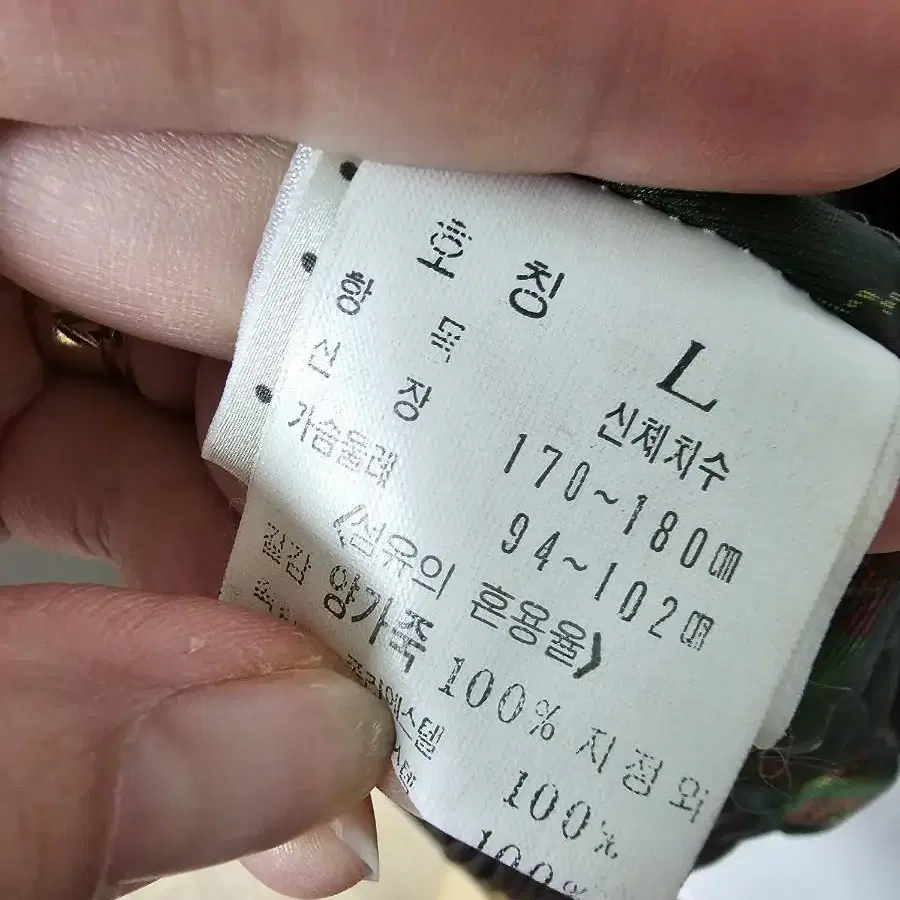 호 칭 L
항 목 신체치수
신 장 170~180㎝
가슴둘레 94~102㎝
〈섬유의 혼용율〉
겉감 양가죽 100% 지정외
폴리에스텔 100%
100%